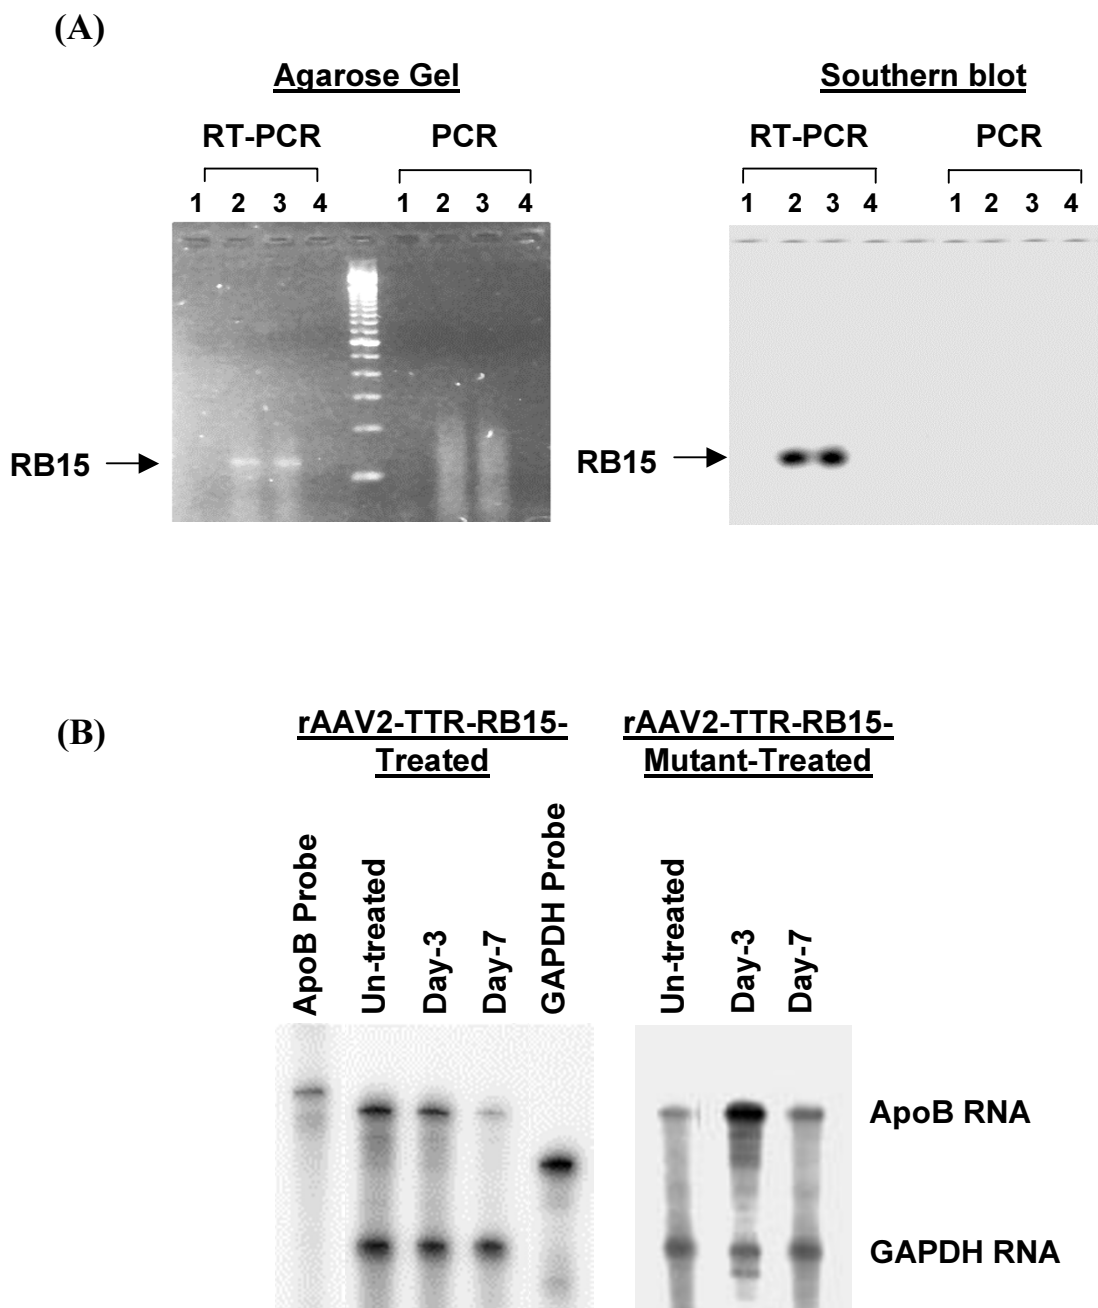 (A)
Agarose Gel
Southern blot
RT-PCR
PCR
RT-PCR
PCR
1 2 3 4
1 2 3 4
1 2 3 4
1 2 3 4
RB15
RB15
(B)
rAAV2-TTR-RB15-
Treated
rAAV2-TTR-RB15-
Mutant-Treated
ApoB Probe
Un-treated
Day-3
Day-7
GAPDH Probe
Un-treated
Day-3
Day-7
ApoB RNA
GAPDH RNA